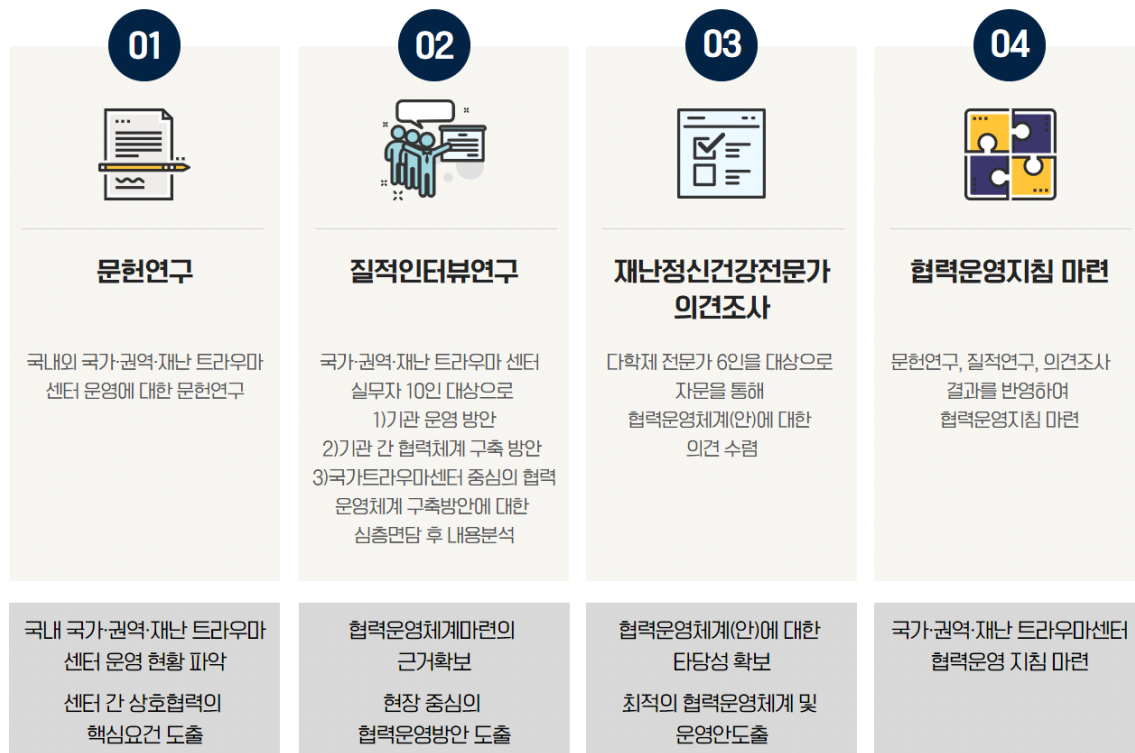 01
문헌연구
국내외 국가·권역·재난 트라우마
센터 운영에 대한 문헌연구
국내 국가·권역·재난 트라우마
센터 운영 현황 파악
센터 간 상호협력의
핵심요건 도출
02
질적인터뷰연구
국가·권역·재난 트라우마 센터
실무자 10인 대상으로
1)기관 운영 방안
2)기관 간 협력체계 구축 방안
3)국가트라우마센터 중심의 협력
운영체계 구축방안에 대한
심층면담 후 내용분석
협력운영체계마련의
근거확보
현장 중심의
협력운영방안 도출
03
재난정신건강전문가
의견조사
다학제 전문가 6인을 대상으로
자문을 통해
협력운영체계(안)에 대한
의견 수렴
협력운영체계(안)에 대한
타당성 확보
최적의 협력운영체계 및
운영안도출
04
협력운영지침 마련
문헌연구, 질적연구, 의견조사
결과를 반영하여
협력운영지침 마련
국가·권역·재난 트라우마센터
협력운영 지침 마련